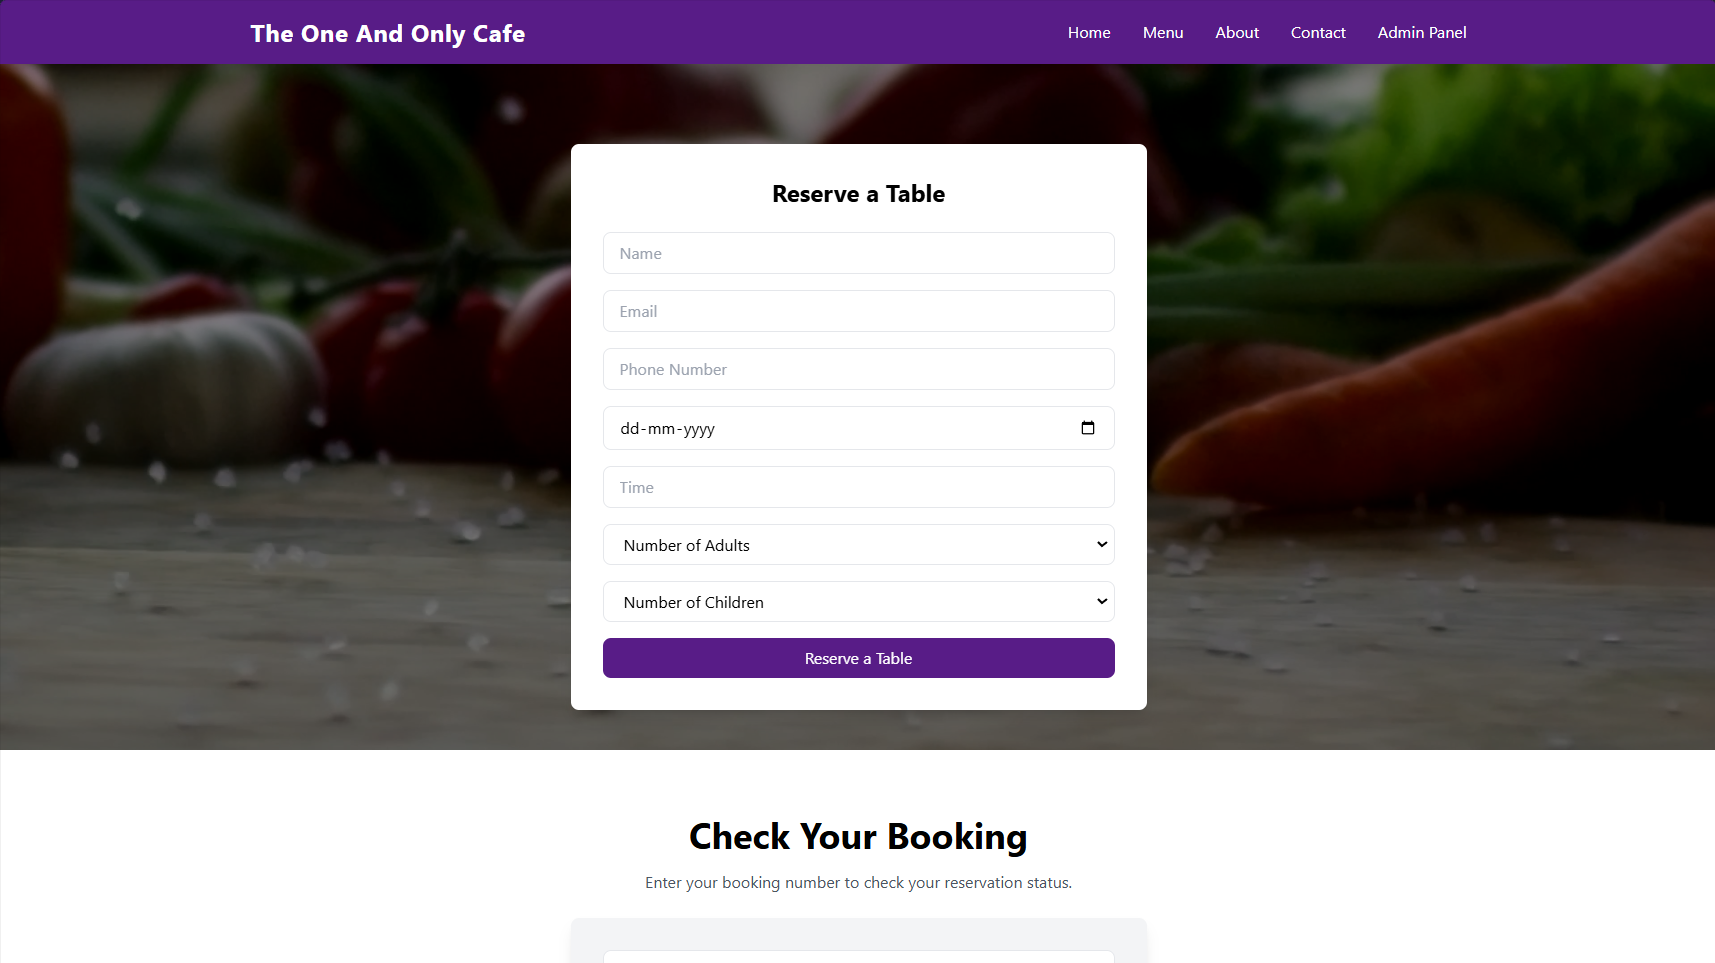 The One And Only Cafe
Home Menu About Contact Admin Panel
Reserve a Table
Name
Email
Phone Number
dd-mm-yyyy
Time
Number of Adults
Number of Children
Reserve a Table
Check Your Booking
Enter your booking number to check your reservation status.